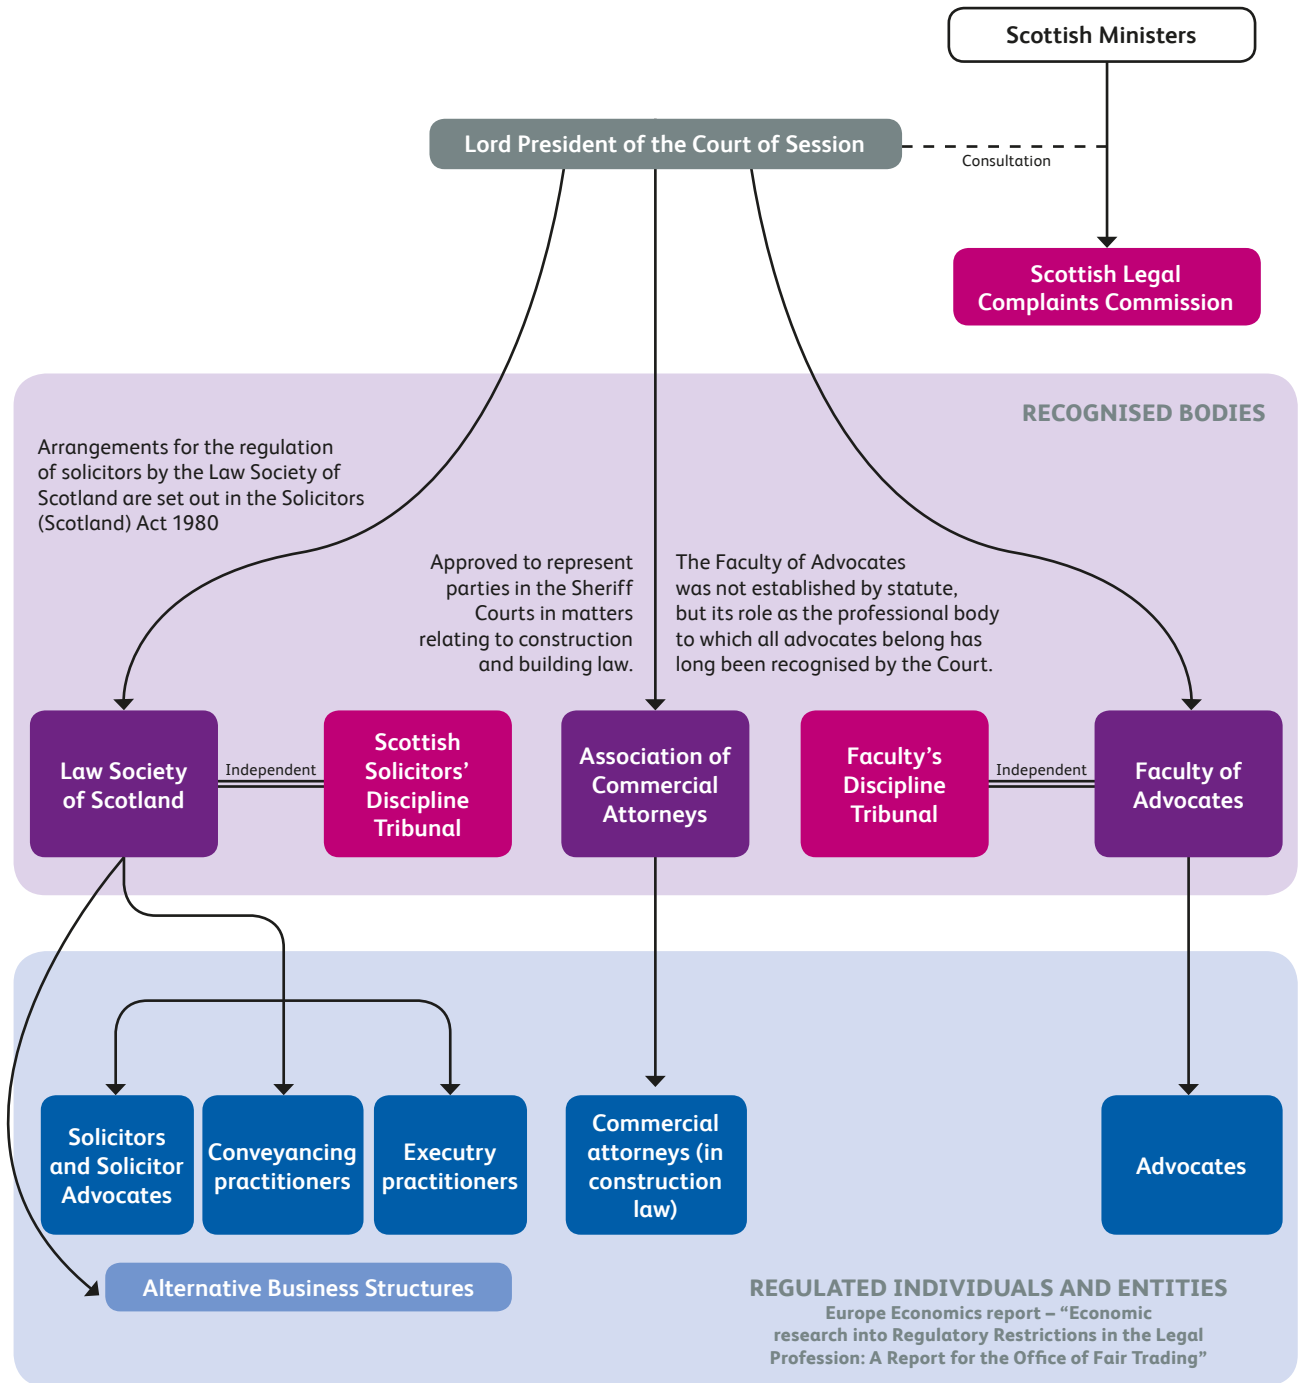 Scottish Ministers
Lord President of the Court of Session
Consultation
Scottish Legal
Complaints Commission
RECOGNISED BODIES
Arrangements for the regulation
of solicitors by the Law Society of
Scotland are set out in the Solicitors
(Scotland) Act 1980
Approved to represent
parties in the Sheriff
Courts in matters
relating to construction
and building law.
The Faculty of Advocates
was not established by statute,
but its role as the professional body
to which all advocates belong has
long been recognised by the Court.
Law Society
of Scotland
Independent
Scottish
Solicitors’
Discipline
Tribunal
Association of
Commercial
Attorneys
Faculty’s
Discipline
Tribunal
Independent
Faculty of
Advocates
Solicitors
and Solicitor
Advocates
Conveyancing
practitioners
Executry
practitioners
Commercial
attorneys (in
construction
law)
Advocates
Alternative Business Structures
REGULATED INDIVIDUALS AND ENTITIES
Europe Economics report – “Economic
research into Regulatory Restrictions in the Legal
Profession: A Report for the Office of Fair Trading”